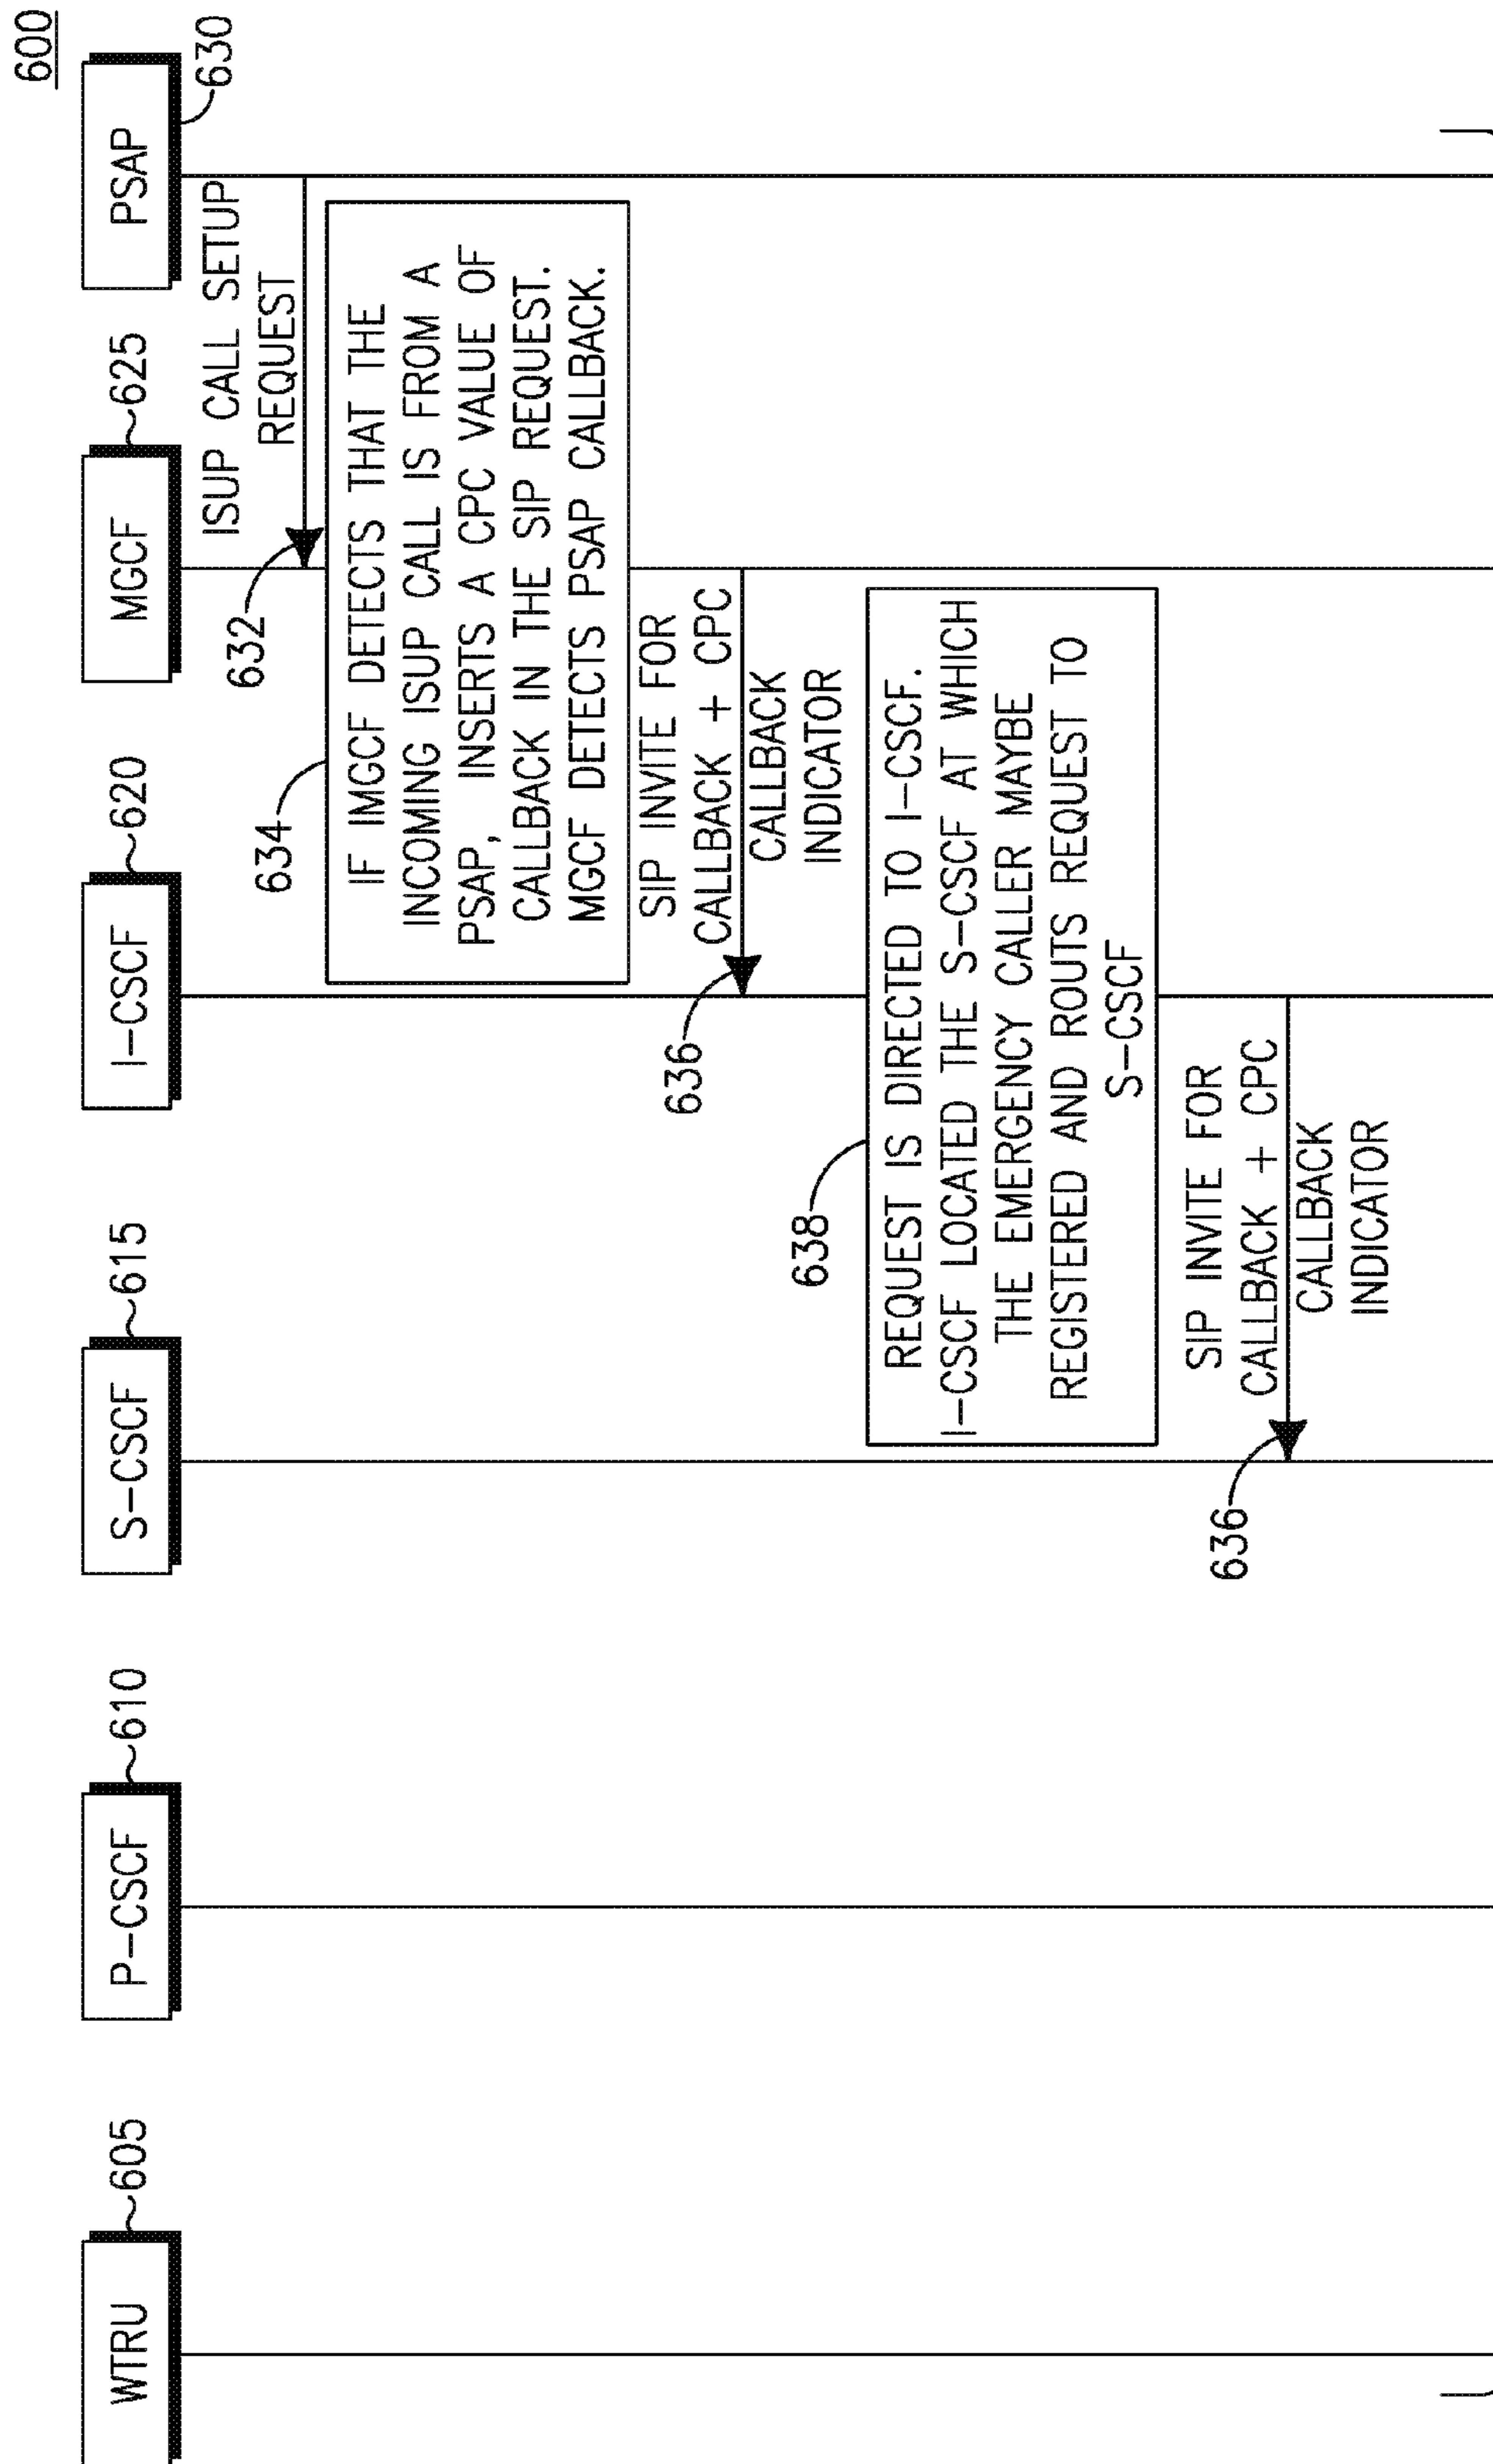 600
WTRU
605
P-CSCF
610
S-CSCF
615
I-CSCF
620
MGCF
625
PSAP
630
ISUP CALL SETUP
REQUEST
632
634
IF IMGCF DETECTS THAT THE
INCOMING ISUP CALL IS FROM A
PSAP, INSERTS A CPC VALUE OF
CALLBACK IN THE SIP REQUEST.
MGCF DETECTS PSAP CALLBACK.
SIP INVITE FOR
CALLBACK + CPC
CALLBACK
INDICATOR
636
638
REQUEST IS DIRECTED TO I-CSCF.
I-CSCF LOCATED THE S-CSCF AT WHICH
THE EMERGENCY CALLER MAYBE
REGISTERED AND ROUTS REQUEST TO
S-CSCF
SIP INVITE FOR
CALLBACK + CPC
CALLBACK
INDICATOR
636